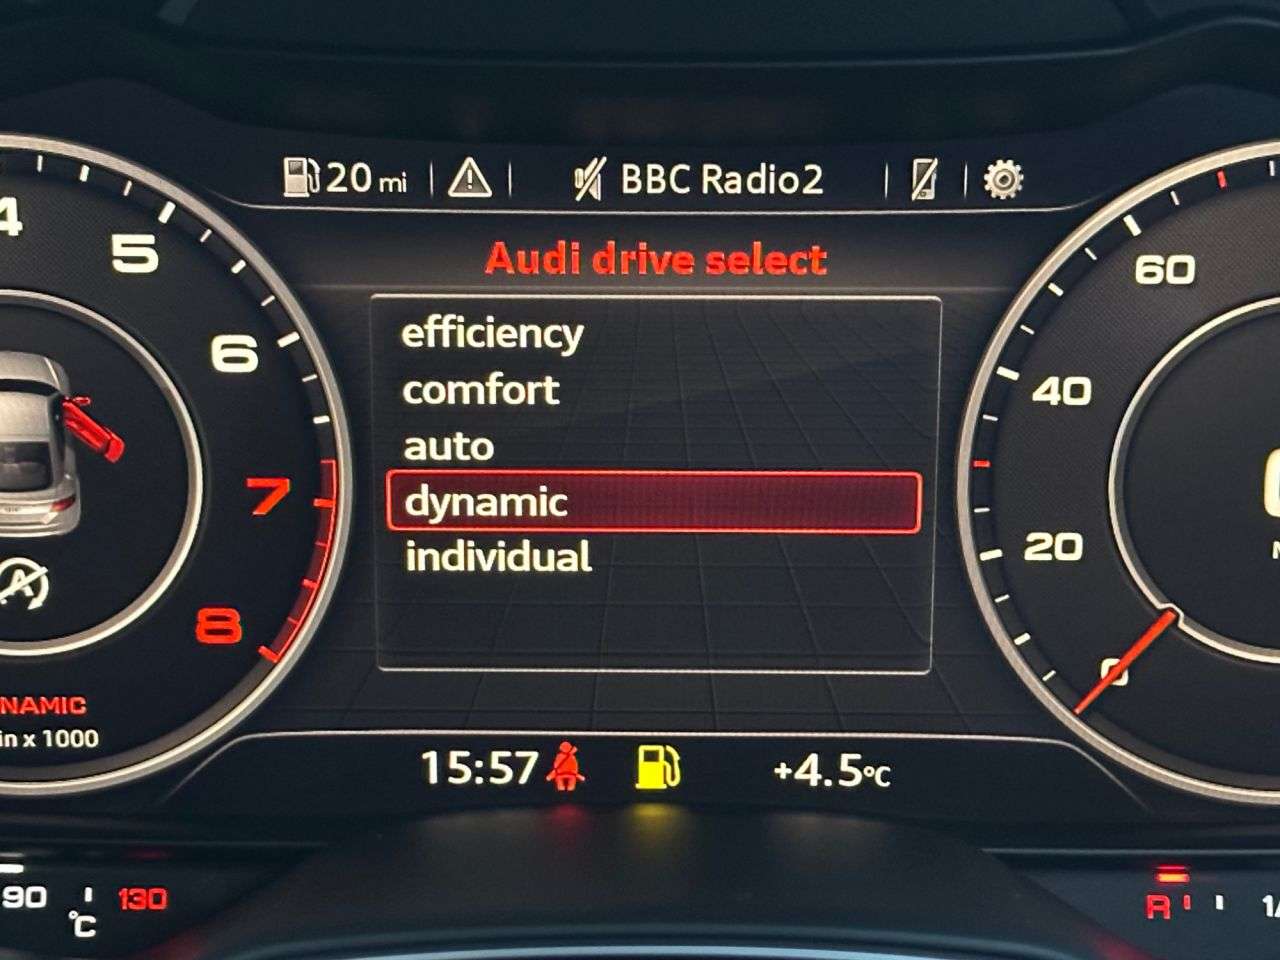 20 mi
BBC Radio2
Audi drive select
efficiency
comfort
auto
dynamic
individual
4
5
6
7
8
A
NAMIC
in x 1000
60
40
20
0
15:57
+4.5°C
90
130
°C
R
1/